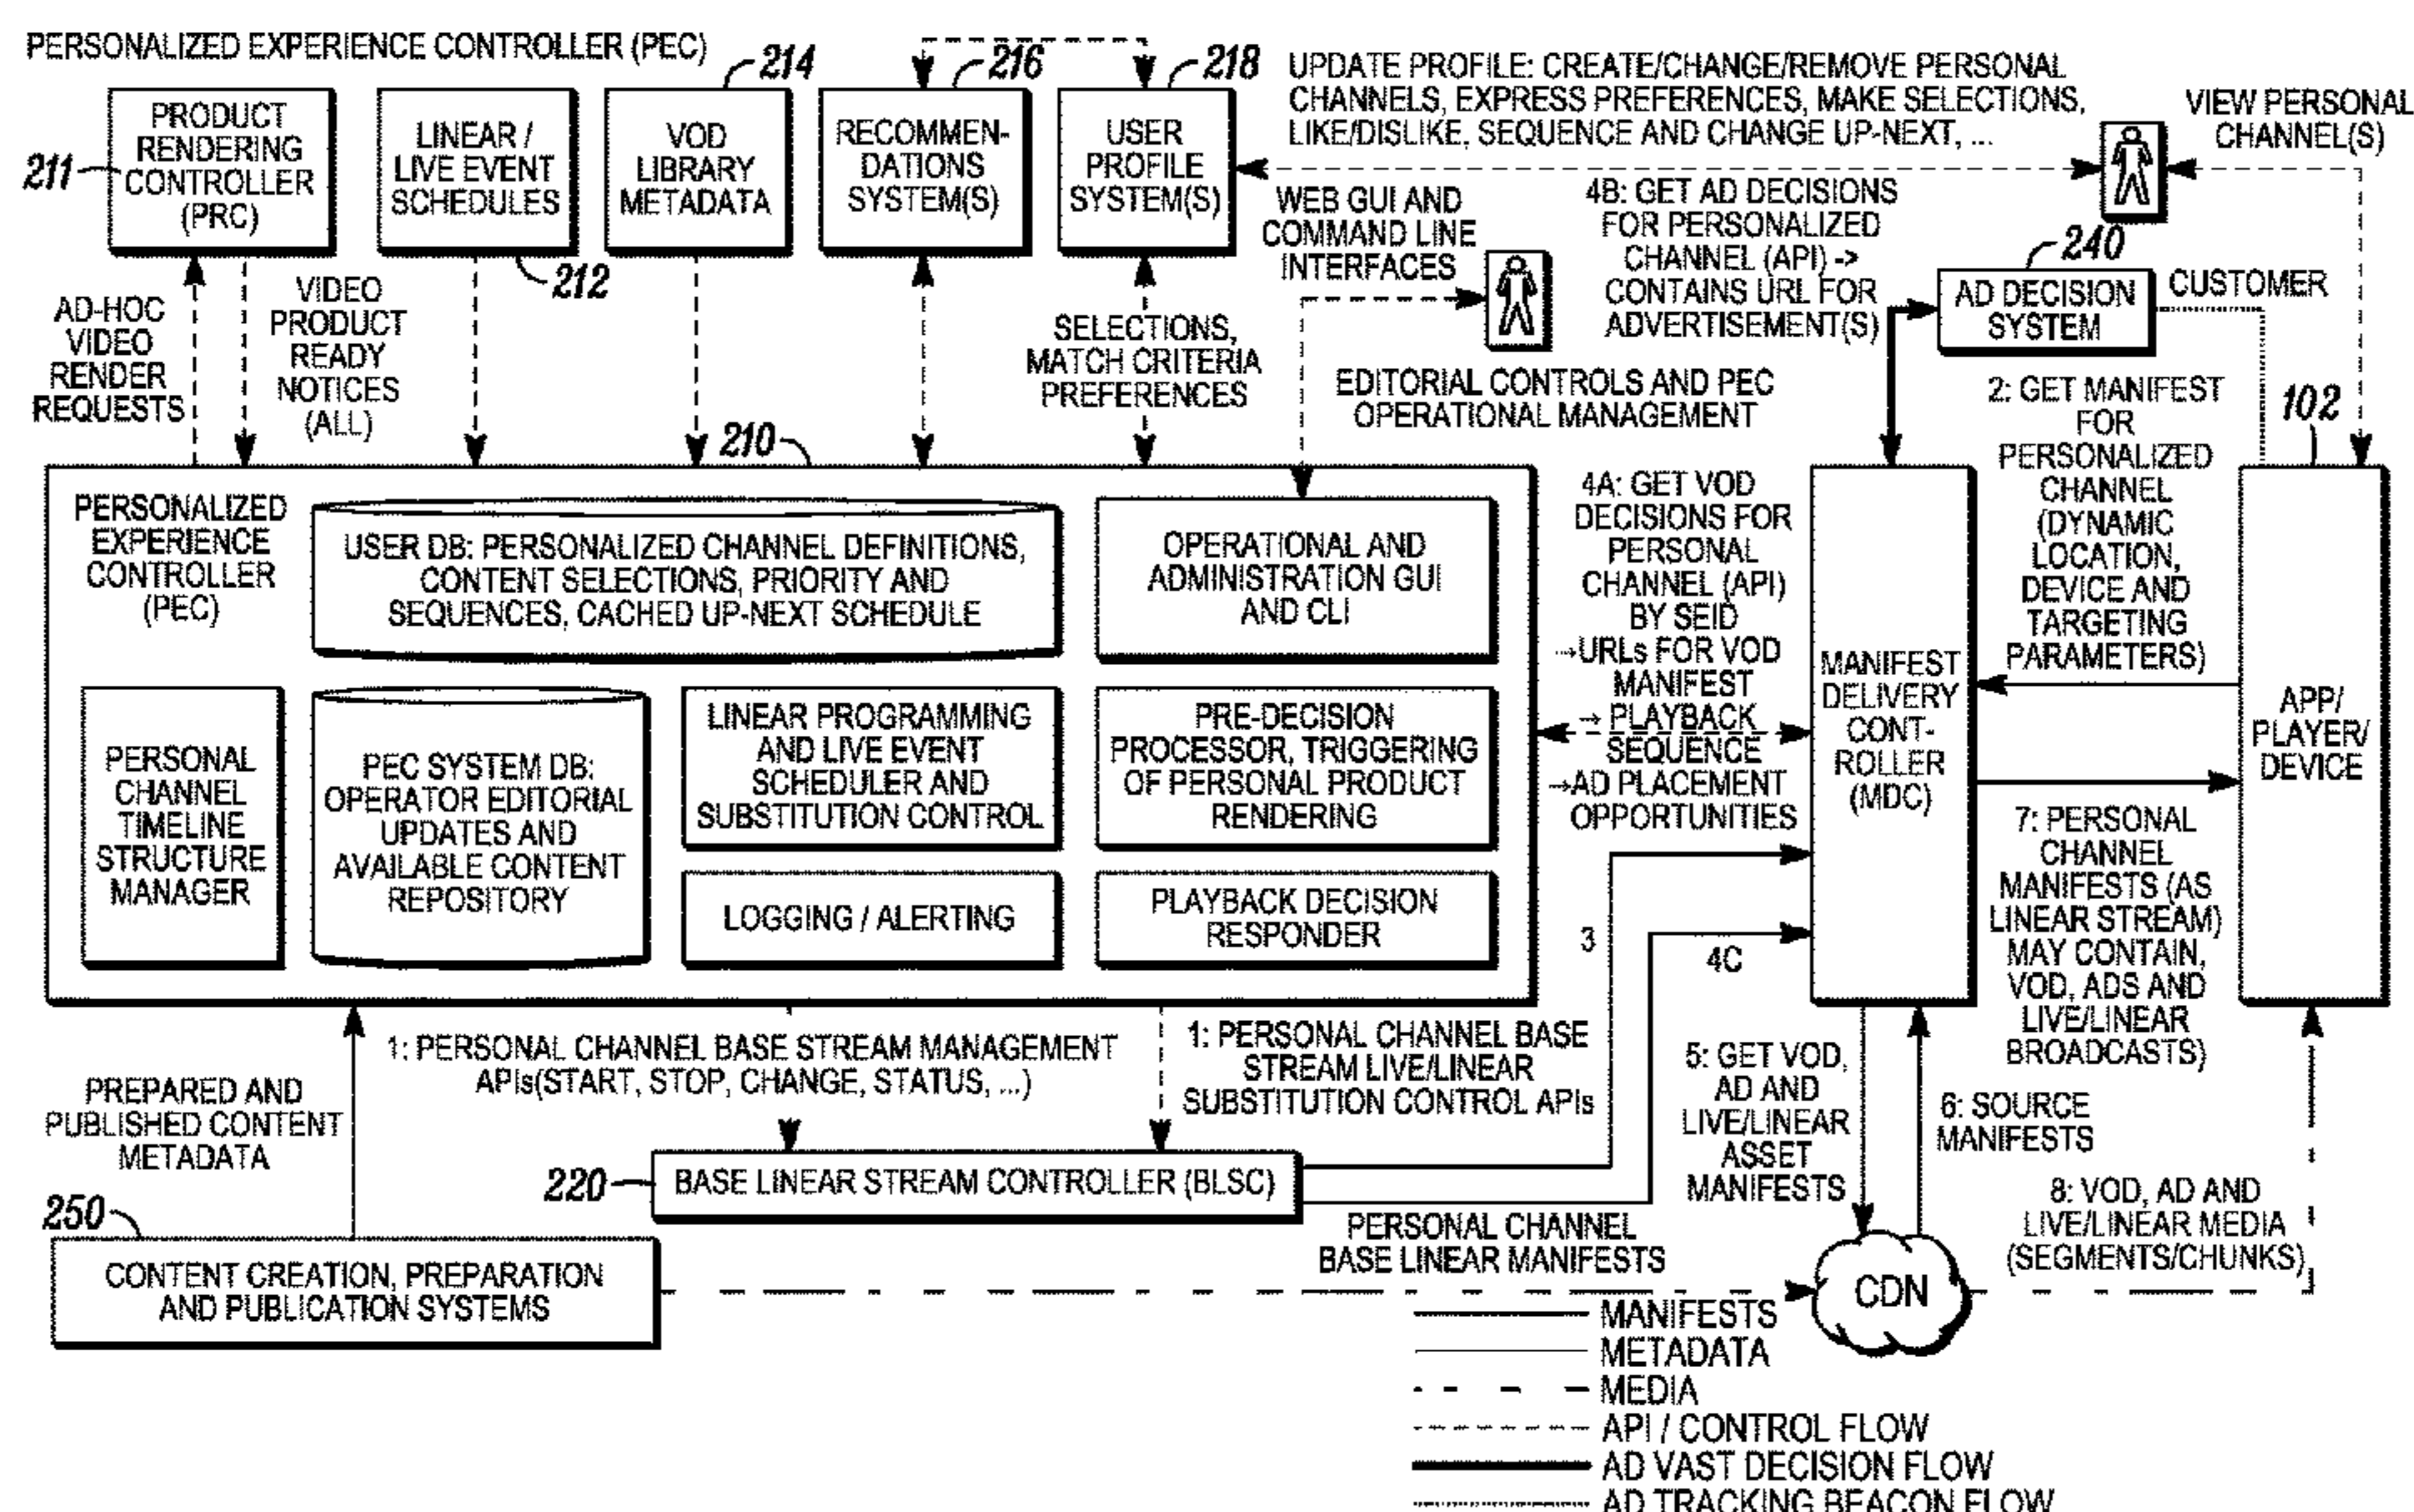 PERSONALIZED EXPERIENCE CONTROLLER (PEC)
211
PRODUCT
RENDERING
CONTROLLER
(PRC)
LINEAR /
LIVE EVENT
SCHEDULES
212
214
VOD
LIBRARY
METADATA
216
RECOMMEN-
DATIONS
SYSTEM(S)
218
USER
PROFILE
SYSTEM(S)
UPDATE PROFILE: CREATE/CHANGE/REMOVE PERSONAL
CHANNELS, EXPRESS PREFERENCES, MAKE SELECTIONS,
LIKE/DISLIKE, SEQUENCE AND CHANGE UP-NEXT, ...
VIEW PERSONAL
CHANNEL(S)
AD-HOC
VIDEO
RENDER
REQUESTS
VIDEO
PRODUCT
READY
NOTICES
(ALL)
SELECTIONS,
MATCH CRITERIA
PREFERENCES
WEB GUI AND
COMMAND LINE
INTERFACES
EDITORIAL CONTROLS AND PEC
OPERATIONAL MANAGEMENT
4B: GET AD DECISIONS
FOR PERSONALIZED
CHANNEL (API) ->
CONTAINS URL FOR
ADVERTISEMENT(S)
240
AD DECISION
SYSTEM
CUSTOMER
2: GET MANIFEST
FOR
PERSONALIZED
CHANNEL
(DYNAMIC
LOCATION,
DEVICE AND
TARGETING
PARAMETERS)
102
210
PERSONALIZED
EXPERIENCE
CONTROLLER
(PEC)
USER DB: PERSONALIZED CHANNEL DEFINITIONS,
CONTENT SELECTIONS, PRIORITY AND
SEQUENCES, CACHED UP-NEXT SCHEDULE
OPERATIONAL AND
ADMINISTRATION GUI
AND CLI
PERSONAL
CHANNEL
TIMELINE
STRUCTURE
MANAGER
PEC SYSTEM DB:
OPERATOR EDITORIAL
UPDATES AND
AVAILABLE CONTENT
REPOSITORY
LINEAR PROGRAMMING
AND LIVE EVENT
SCHEDULER AND
SUBSTITUTION CONTROL
PRE-DECISION
PROCESSOR, TRIGGERING
OF PERSONAL PRODUCT
RENDERING
LOGGING / ALERTING
PLAYBACK DECISION
RESPONDER
4A: GET VOD
DECISIONS FOR
PERSONAL
CHANNEL (API)
BY SEID
→URLs FOR VOD
MANIFEST
→ PLAYBACK
SEQUENCE
→AD PLACEMENT
OPPORTUNITIES
3
4C
MANIFEST
DELIVERY
CONT-
ROLLER
(MDC)
APP/
PLAYER/
DEVICE
7: PERSONAL
CHANNEL
MANIFESTS (AS
LINEAR STREAM)
MAY CONTAIN,
VOD, ADS AND
LIVE/LINEAR
BROADCASTS)
PREPARED AND
PUBLISHED CONTENT
METADATA
1: PERSONAL CHANNEL BASE STREAM MANAGEMENT
APIs(START, STOP, CHANGE, STATUS, ...)
1: PERSONAL CHANNEL BASE
STREAM LIVE/LINEAR
SUBSTITUTION CONTROL APIs
5: GET VOD,
AD AND
LIVE/LINEAR
ASSET
MANIFESTS
6: SOURCE
MANIFESTS
8: VOD, AD AND
LIVE/LINEAR MEDIA
(SEGMENTS/CHUNKS)
220
BASE LINEAR STREAM CONTROLLER (BLSC)
PERSONAL CHANNEL
BASE LINEAR MANIFESTS
250
CONTENT CREATION, PREPARATION
AND PUBLICATION SYSTEMS
CDN
MANIFESTS
METADATA
MEDIA
API / CONTROL FLOW
AD VAST DECISION FLOW
AD TRACKING BEACON FLOW